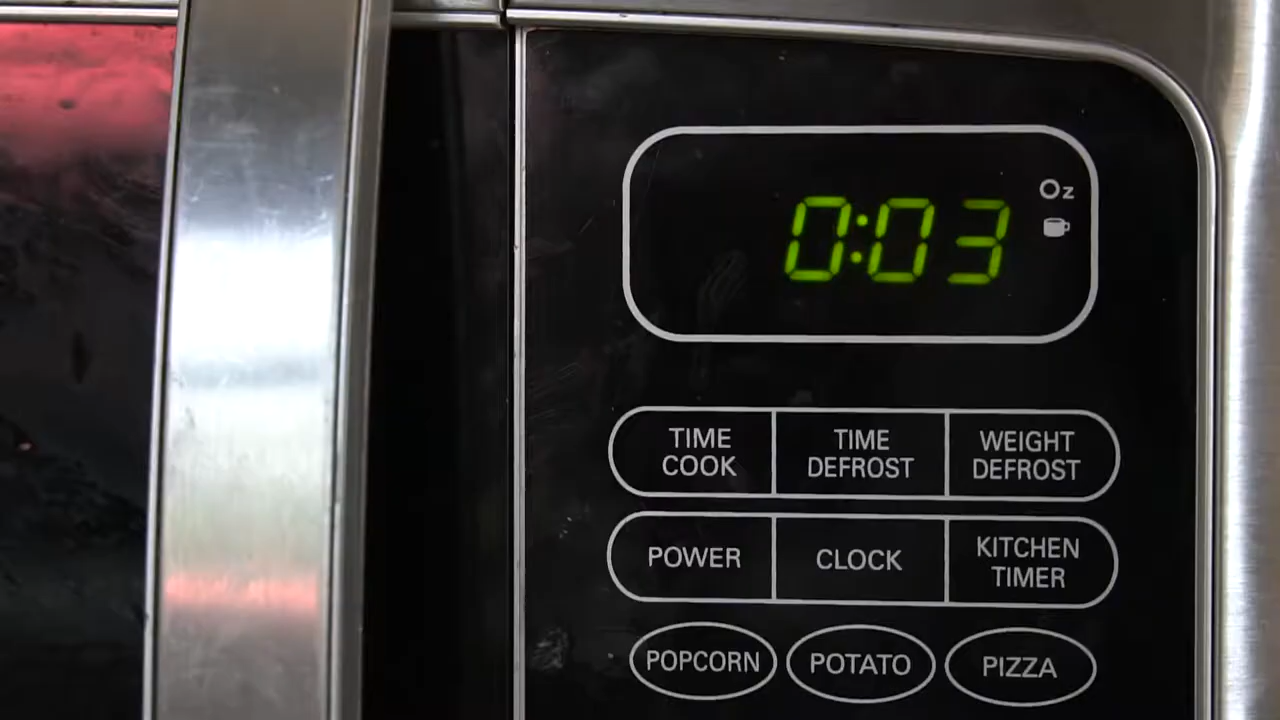 0:03
Oz
TIME COOK
TIME DEFROST
WEIGHT DEFROST
POWER
CLOCK
KITCHEN TIMER
POPCORN
POTATO
PIZZA